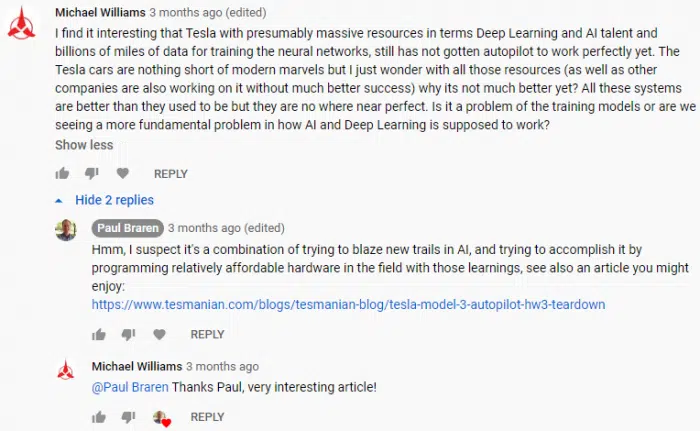 Michael Williams 3 months ago (edited)
I find it interesting that Tesla with presumably massive resources in terms Deep Learning and AI talent and
billions of miles of data for training the neural networks, still has not gotten autopilot to work perfectly yet. The
Tesla cars are nothing short of modern marvels but I just wonder with all those resources (as well as other
companies are also working on it without much better success) why its not much better yet? All these systems
are better than they used to be but they are no where near perfect. Is it a problem of the training models or are we
seeing a more fundamental problem in how AI and Deep Learning is supposed to work?
Show less
REPLY
Hide 2 replies
Paul Braren 3 months ago (edited)
Hmm, I suspect it's a combination of trying to blaze new trails in AI, and trying to accomplish it by
programming relatively affordable hardware in the field with those learnings, see also an article you might
enjoy:
https://www.tesmanian.com/blogs/tesmanian-blog/tesla-model-3-autopilot-hw3-teardown
REPLY
Michael Williams 3 months ago
@Paul Braren Thanks Paul, very interesting article!
REPLY